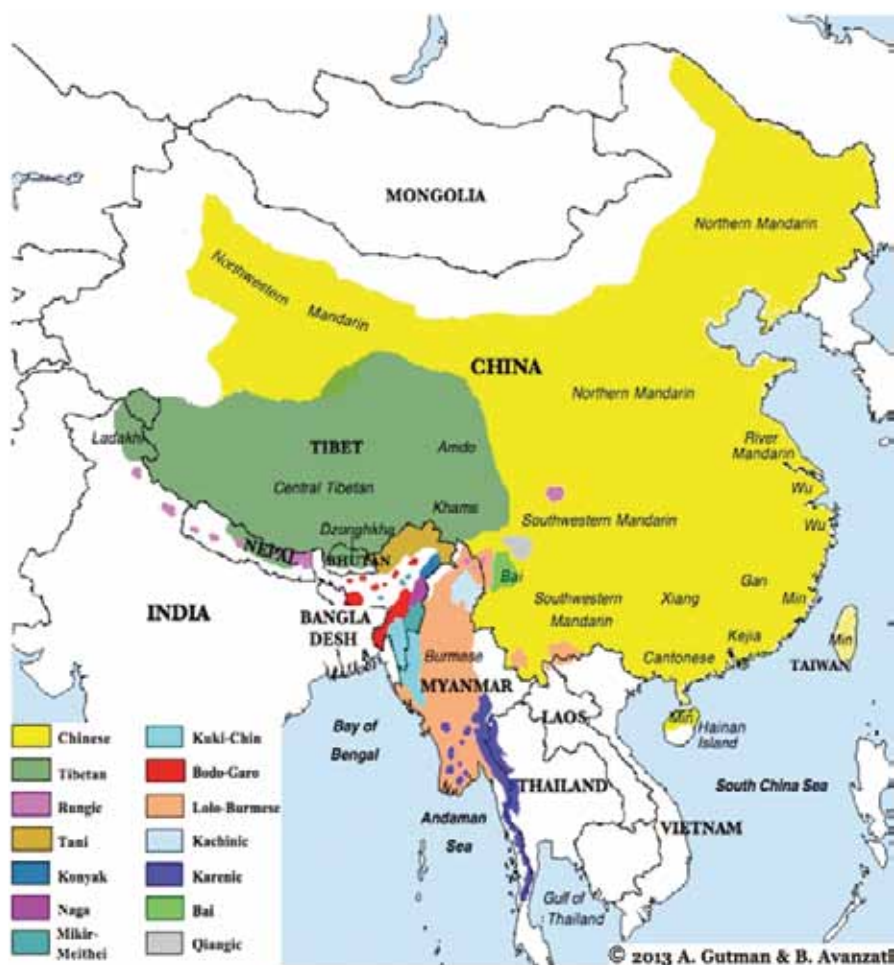 MONGOLIA
Northern Mandarin
Northwestern
Mandarin
CHINA
Northern Mandarin
Ladakhi
TIBET
Amdo
River
Mandarin
Central Tibetan
Wu
Khams
Southwestern Mandarin
Wu
Dzonghkha
NEPAL
BHUTAN
Bai
Gan
INDIA
BANGLA
DESH
Southwestern
Mandarin
Xiang
Min
Burmese
Kejia
Min
Cantonese
TAIWAN
MYANMAR
LAOS
Min
Hainan
Island
Bay of
Bengal
THAILAND
South China Sea
VIETNAM
Andaman
Sea
Gulf of
Thailand
Chinese
Tibetan
Rungic
Tani
Konyak
Naga
Mikir-
Meithei
Kuki-Chin
Bodo-Garo
Lolo-Burmese
Kachinic
Karenic
Bai
Qiangic
© 2013 A. Gutman & B. Avanzati